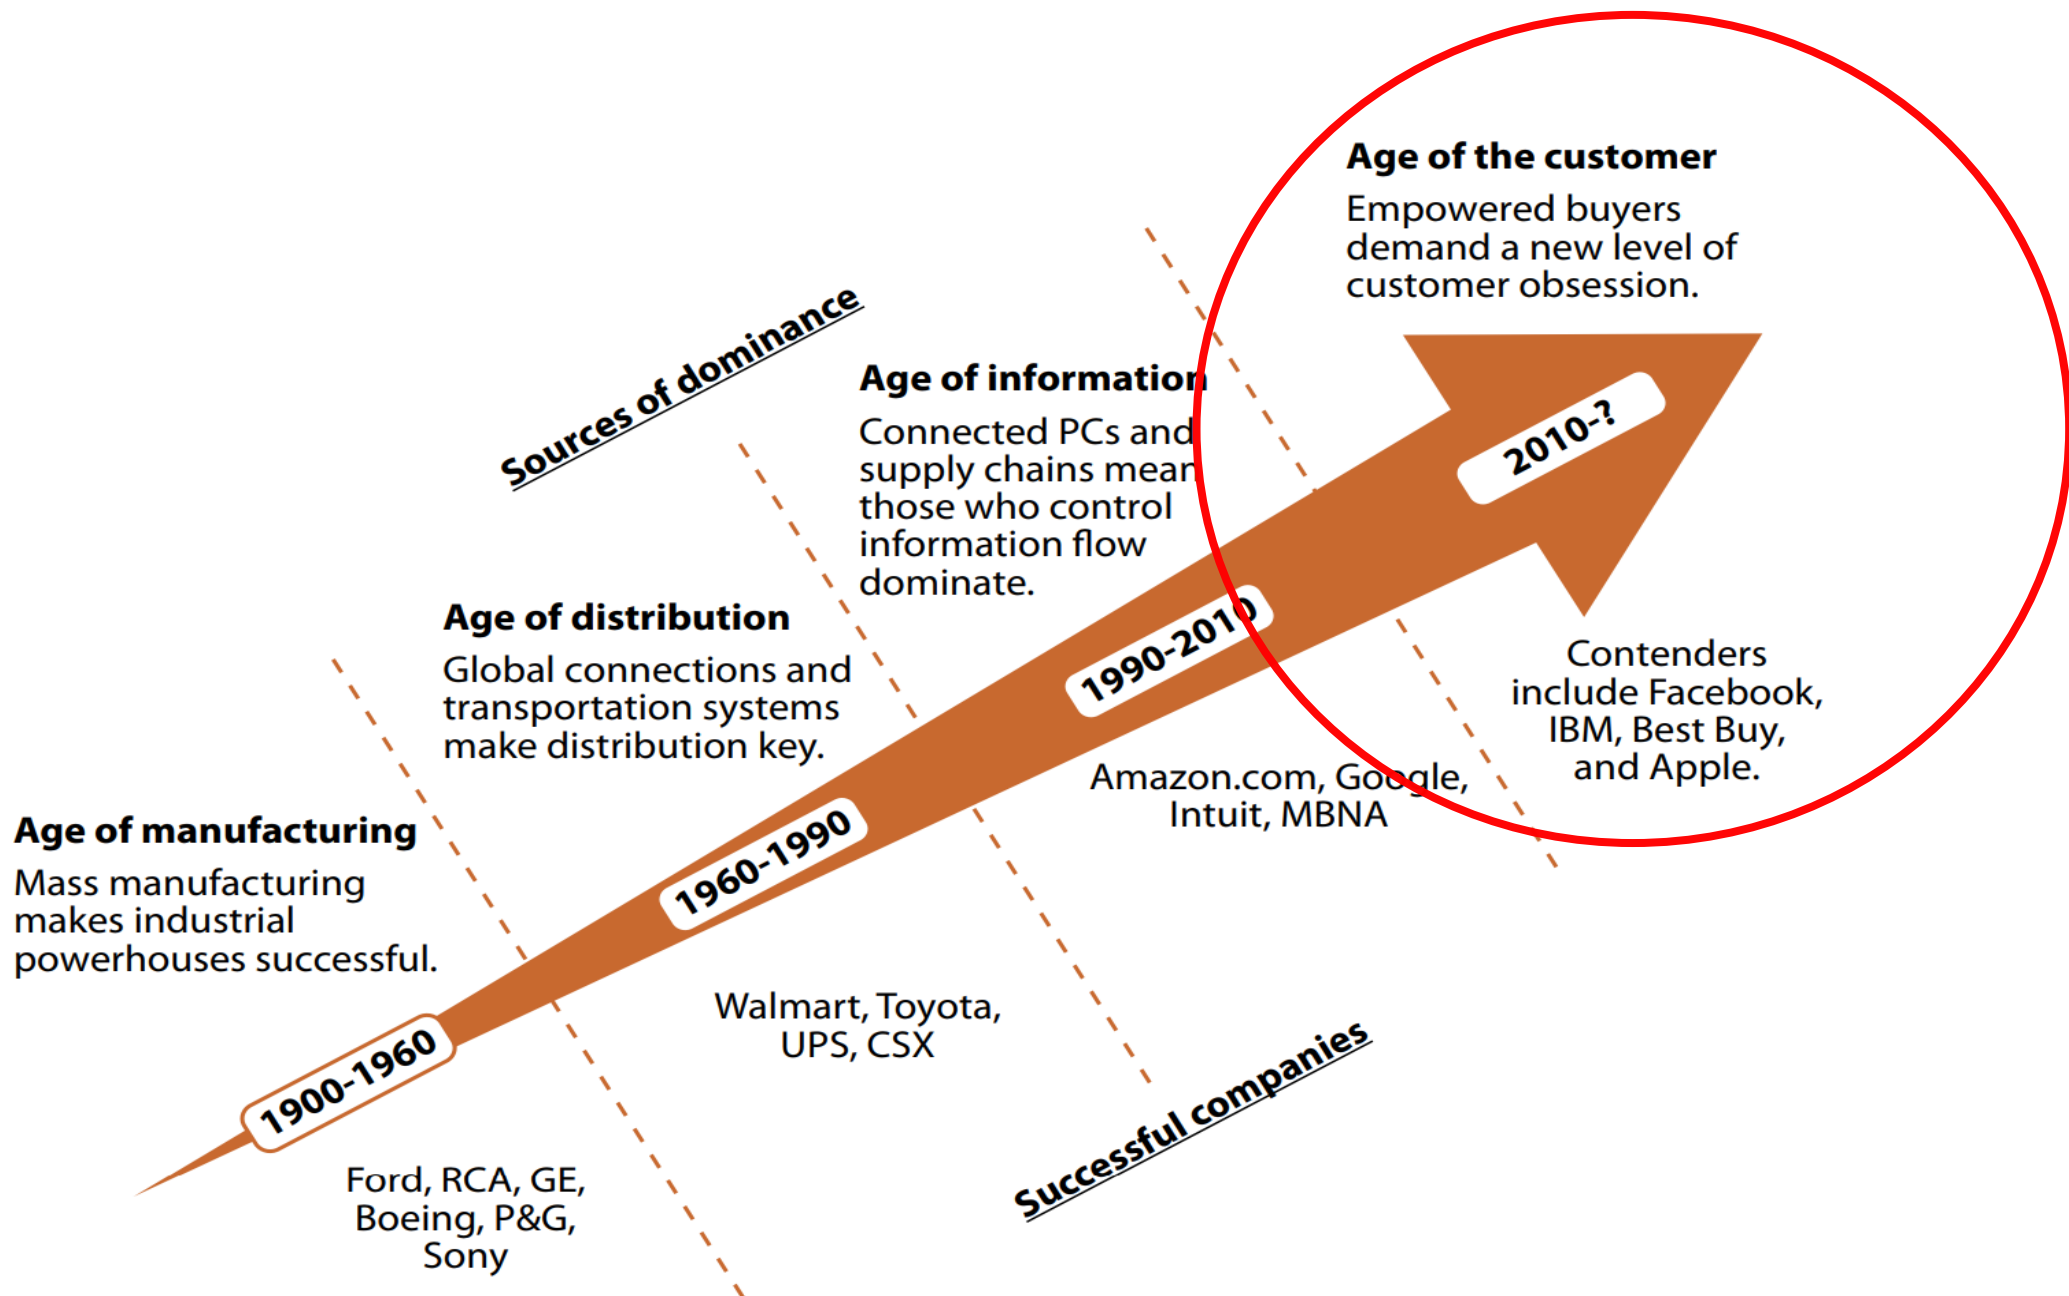 Age of the customer
Empowered buyers
demand a new level of
customer obsession.
Sources of dominance
Age of information
Connected PCs and
supply chains mean
those who control
information flow
dominate.
2010-?
Age of distribution
Global connections and
transportation systems
make distribution key.
1990-2010
Contenders
include Facebook,
IBM, Best Buy,
and Apple.
Amazon.com, Google,
Intuit, MBNA
Age of manufacturing
Mass manufacturing
makes industrial
powerhouses successful.
1960-1990
Walmart, Toyota,
UPS, CSX
1900-1960
Successful companies
Ford, RCA, GE,
Boeing, P&G,
Sony